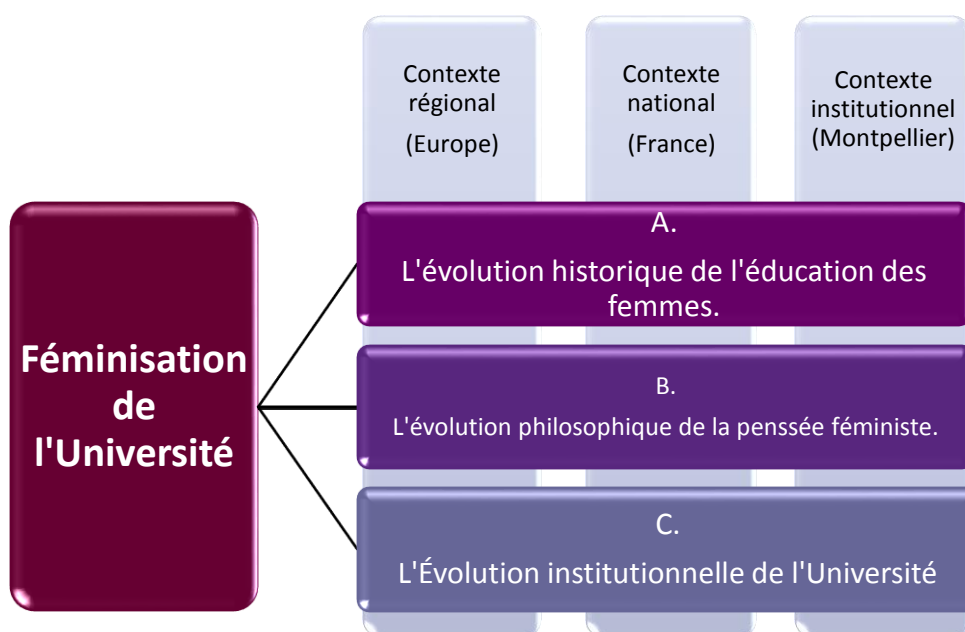 Contexte
régional
(Europe)
Contexte
national
(France)
Contexte
institutionnel
(Montpellier)
Féminisation
de
l'Université
A.
L'évolution historique de l'éducation des
femmes.
B.
L'évolution philosophique de la penssée féministe.
C.
L'Évolution institutionnelle de l'Université